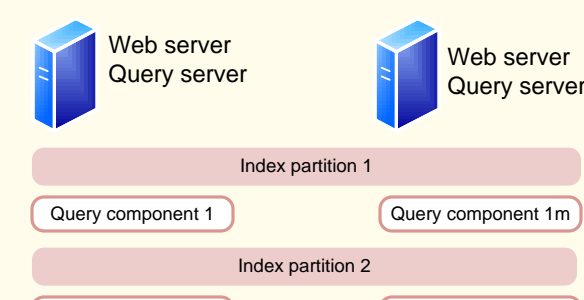 Web server
Query server
Web server
Query server
Index partition 1
Query component 1
Query component 1m
Index partition 2